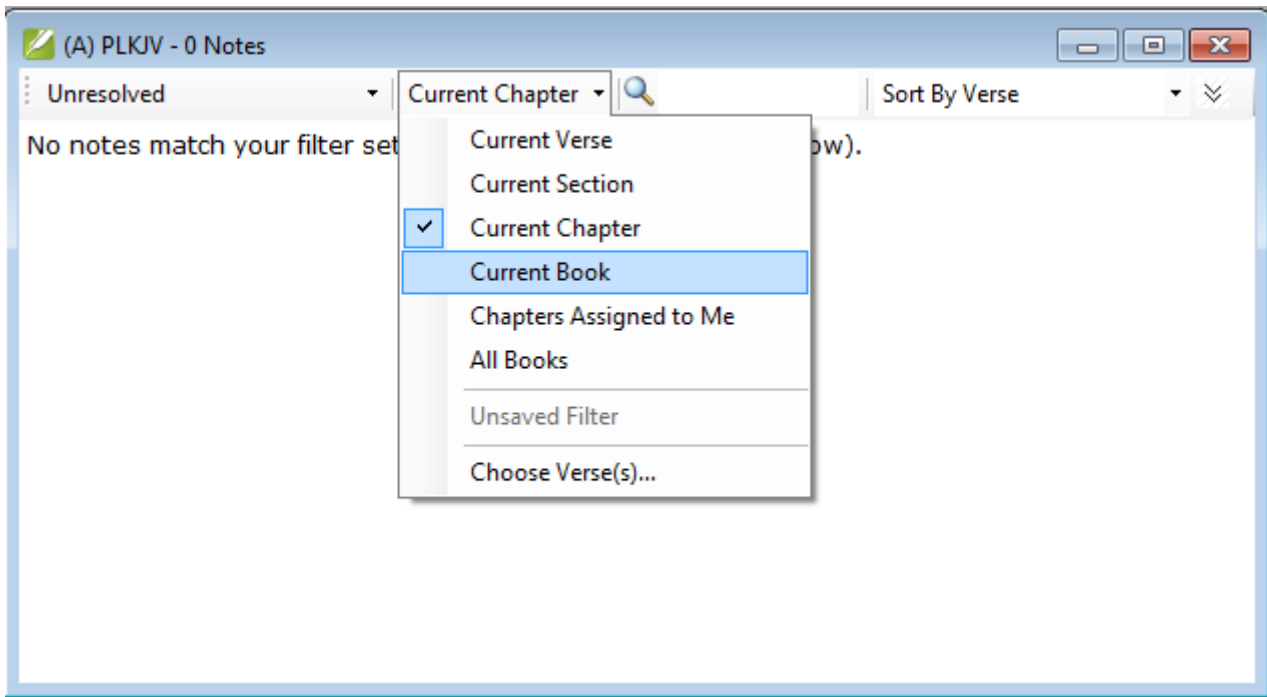 (A) PLKJV - 0 Notes
Unresolved Current Chapter Sort By Verse
No notes match your filter set ow).
Current Verse
Current Section
Current Chapter
Current Book
Chapters Assigned to Me
All Books
Unsaved Filter
Choose Verse(s)...